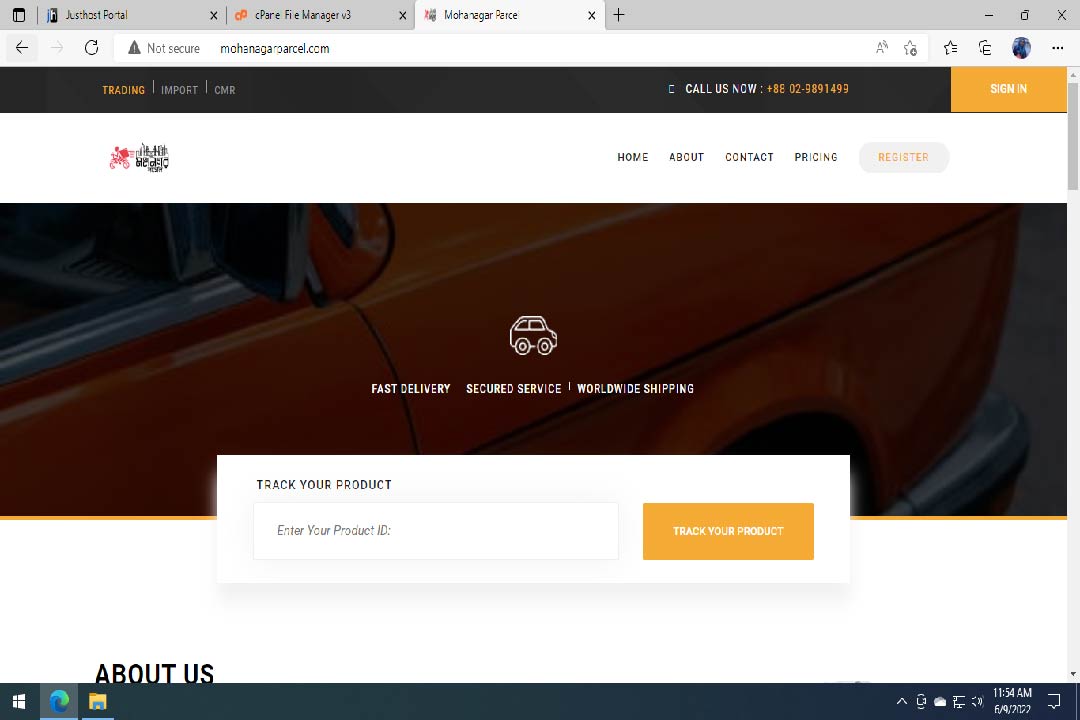 Justhost Portal
cPanel File Manager v3
Mohanagar Parcel
Not secure
mohanagarparcel.com
TRADING
IMPORT
CMR
CALL US NOW : +88 02-9891499
SIGN IN
HOME
ABOUT
CONTACT
PRICING
REGISTER
FAST DELIVERY
SECURED SERVICE
WORLDWIDE SHIPPING
TRACK YOUR PRODUCT
Enter Your Product ID:
TRACK YOUR PRODUCT
ABOUT US
11:54 AM
6/9/2022